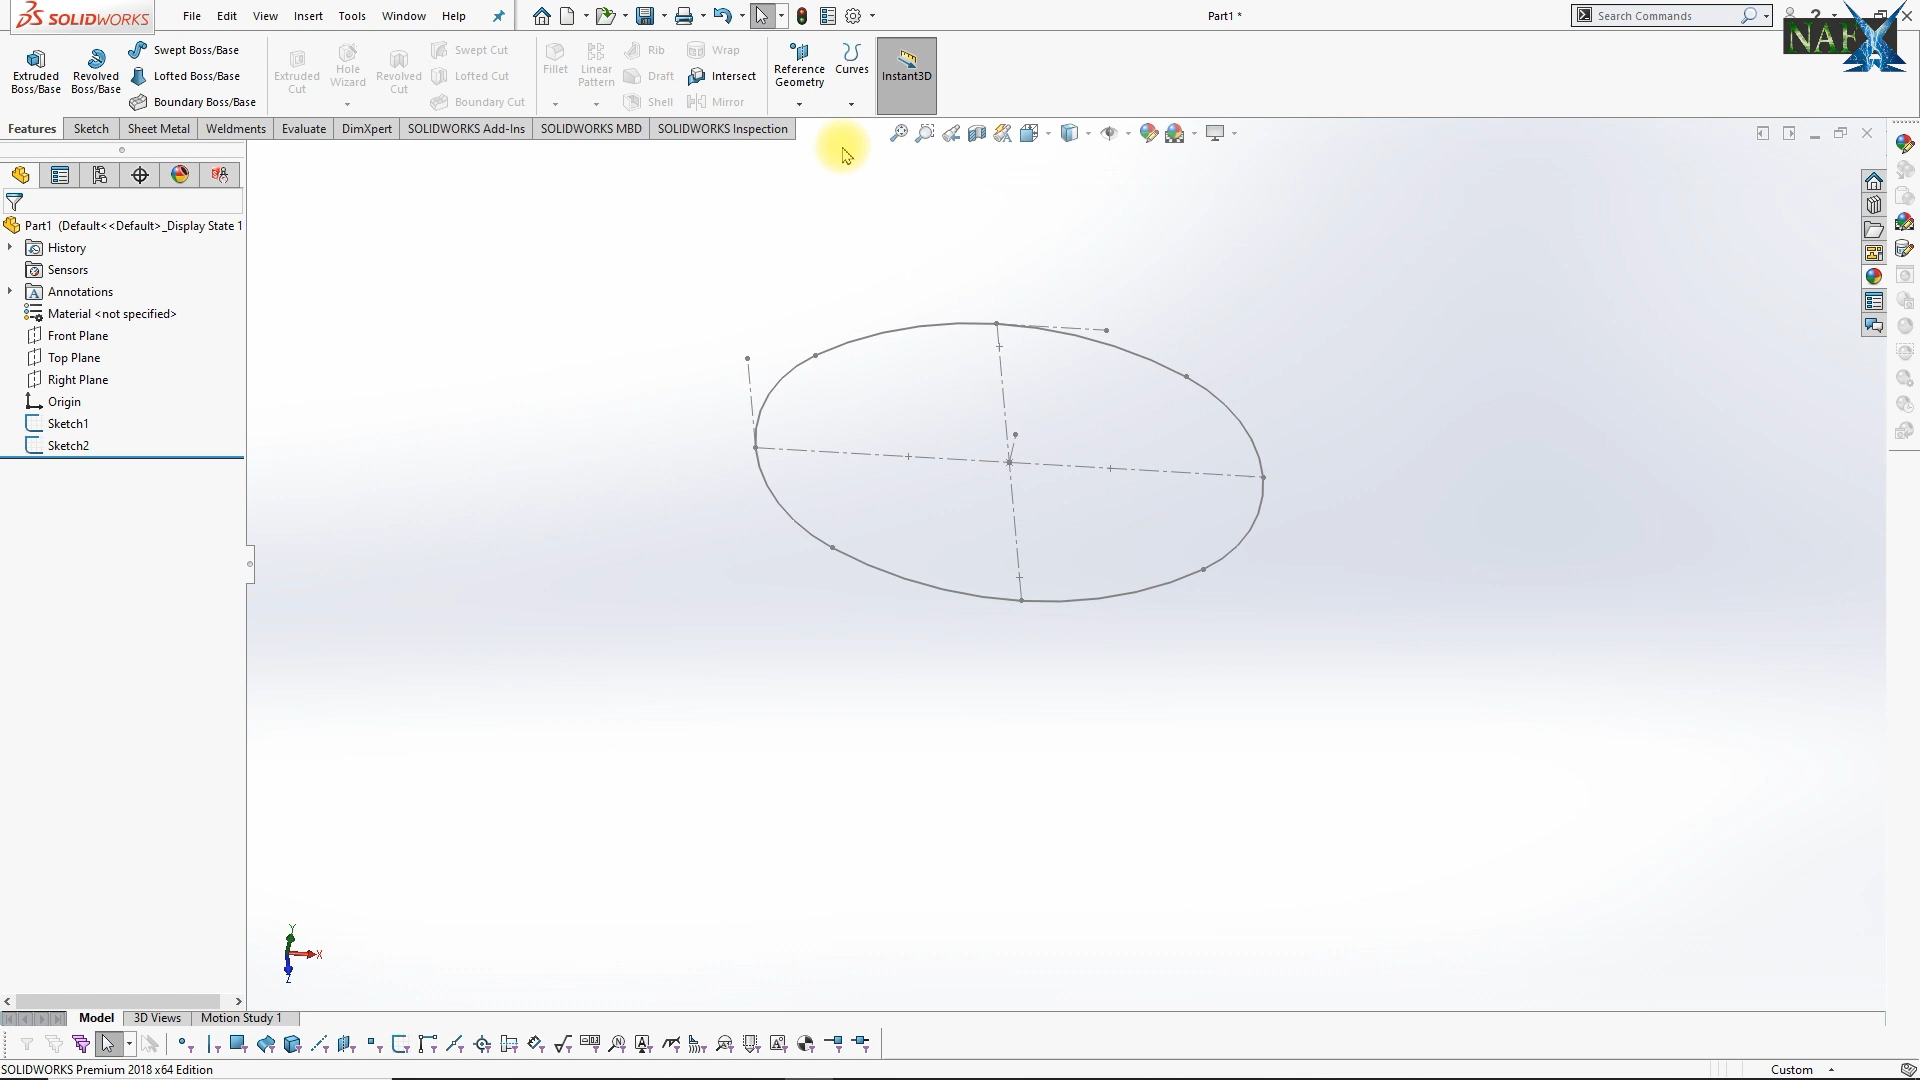 SOLIDWORKS
File Edit View Insert Tools Window Help
Part1 *
Search Commands
NAFX
Extruded Boss/Base
Revolved Boss/Base
Swept Boss/Base
Lofted Boss/Base
Boundary Boss/Base
Extruded Cut
Hole Wizard
Revolved Cut
Swept Cut
Lofted Cut
Boundary Cut
Fillet
Linear Pattern
Rib
Draft
Shell
Wrap
Intersect
Mirror
Reference Geometry
Curves
Instant3D
Features Sketch Sheet Metal Weldments Evaluate DimXpert SOLIDWORKS Add-Ins SOLIDWORKS MBD SOLIDWORKS Inspection
Part1 (Default<<Default>_Display State 1
History
Sensors
Annotations
Material <not specified>
Front Plane
Top Plane
Right Plane
Origin
Sketch1
Sketch2
Y
X
Z
Model 3D Views Motion Study 1
SOLIDWORKS Premium 2018 x64 Edition
Custom